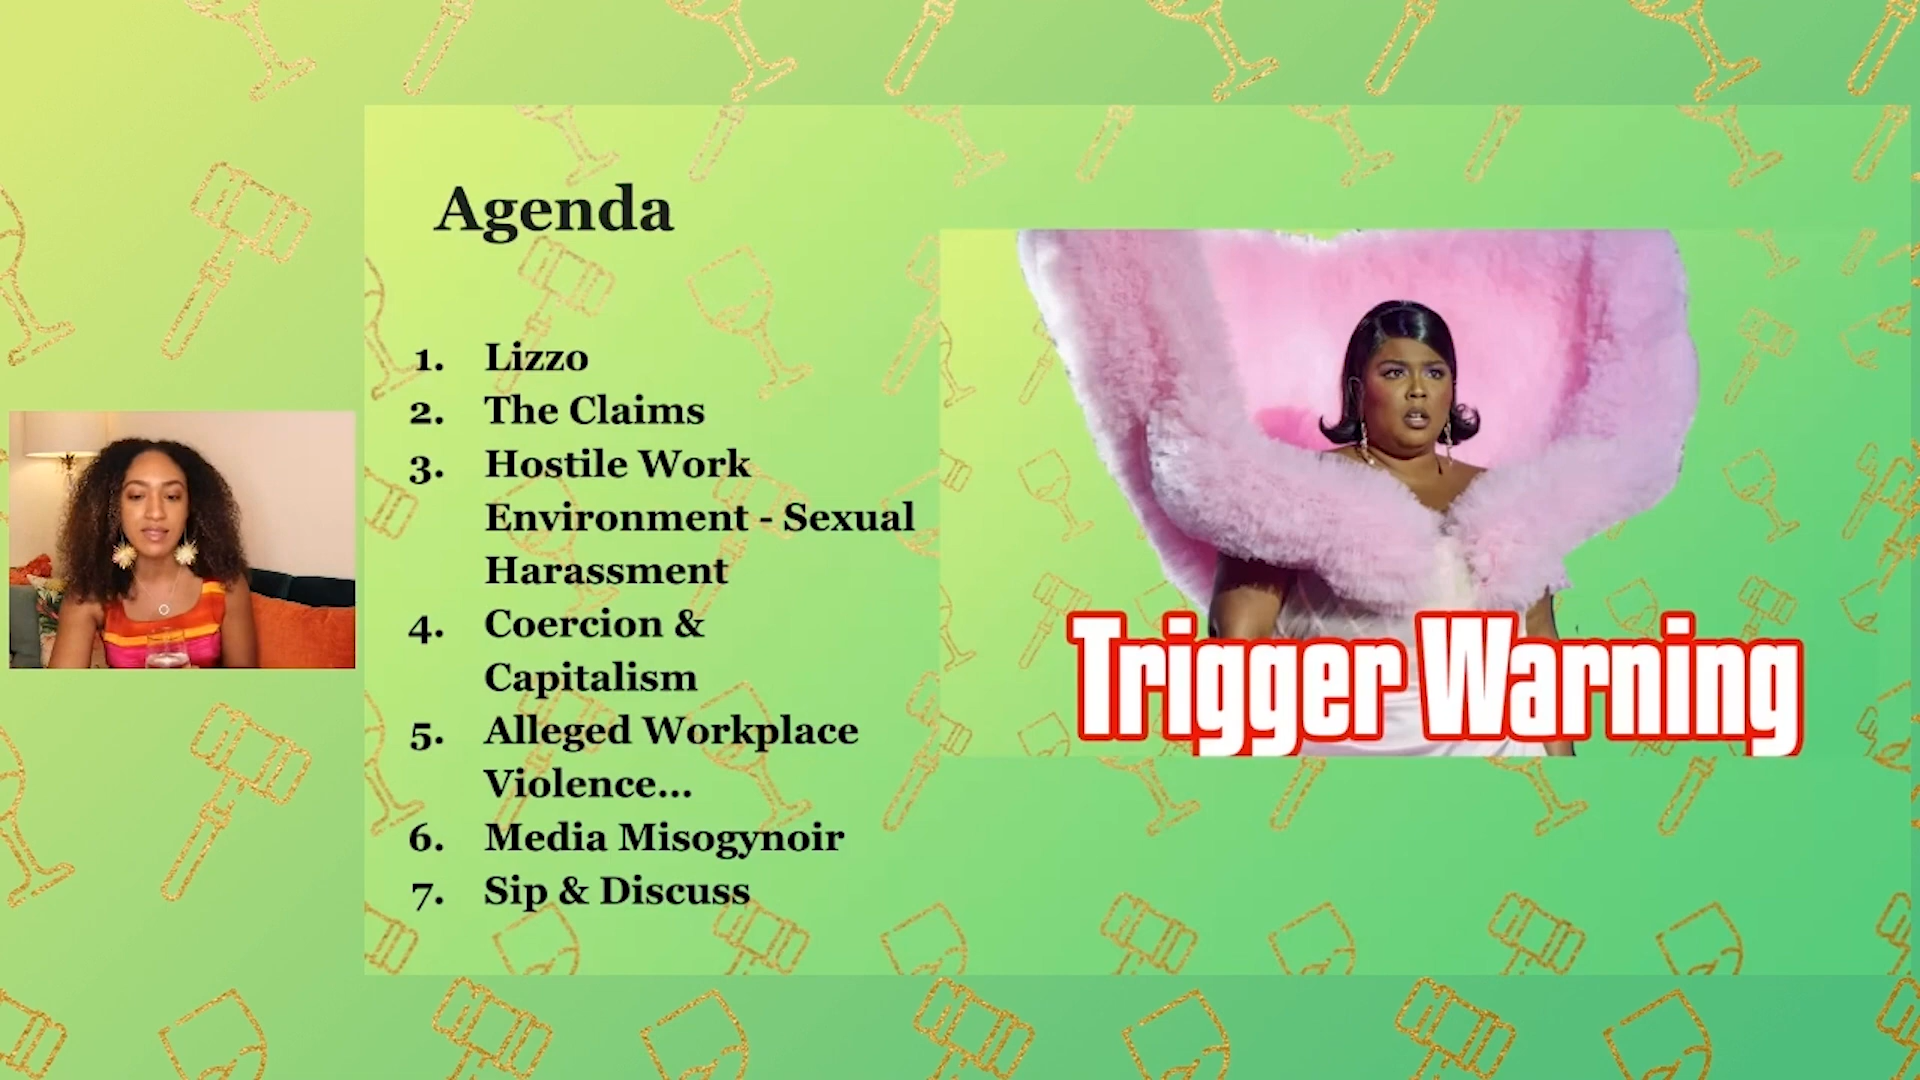 Agenda
1. Lizzo
2. The Claims
3. Hostile Work
Environment - Sexual
Harassment
4. Coercion &
Capitalism
5. Alleged Workplace
Violence...
6. Media Misogynoir
7. Sip & Discuss
Trigger Warning